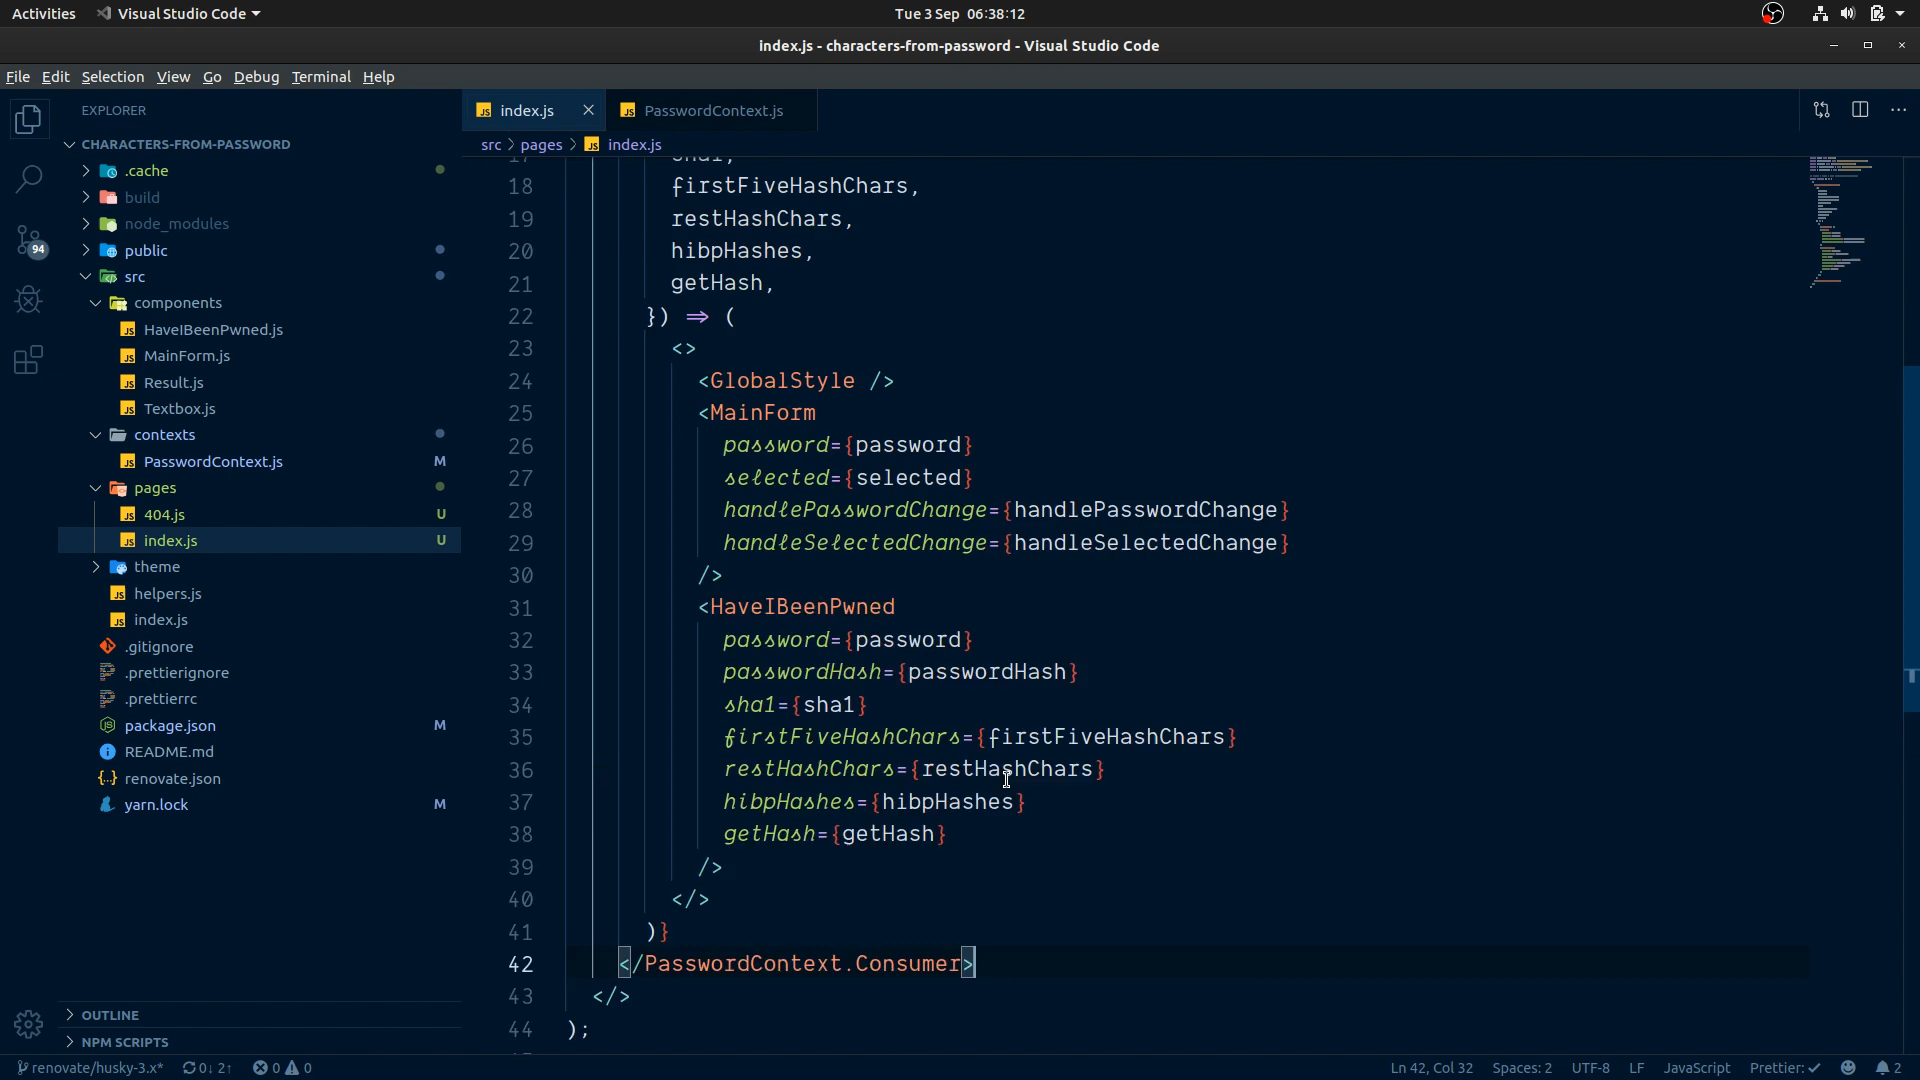 Activities
Visual Studio Code
Tue 3 Sep 06:38:12
index.js - characters-from-password - Visual Studio Code
File Edit Selection View Go Debug Terminal Help
EXPLORER
CHARACTERS-FROM-PASSWORD
.cache
build
node_modules
public
src
components
HaveIBeenPwned.js
MainForm.js
Result.js
Textbox.js
contexts
PasswordContext.js M
pages
404.js U
index.js U
theme
helpers.js
index.js
.gitignore
.prettierignore
.prettierrc
package.json M
README.md
renovate.json
yarn.lock M
OUTLINE
NPM SCRIPTS
94
index.js
PasswordContext.js
src > pages > index.js
18 firstFiveHashChars,
19 restHashChars,
20 hibpHashes,
21 getHash,
22 }) => (
23 <>
24 <GlobalStyle />
25 <MainForm
26 password={password}
27 selected={selected}
28 handlePasswordChange={handlePasswordChange}
29 handleSelectedChange={handleSelectedChange}
30 />
31 <HaveIBeenPwned
32 password={password}
33 passwordHash={passwordHash}
34 sha1={sha1}
35 firstFiveHashChars={firstFiveHashChars}
36 restHashChars={restHashChars}
37 hibpHashes={hibpHashes}
38 getHash={getHash}
39 />
40 </>
41 )}
42 </PasswordContext.Consumer>
43 </>
44 );
renovate/husky-3.x* 0↓ 2↑ 0 0
Ln 42, Col 32 Spaces: 2 UTF-8 LF JavaScript Prettier: ✓ 2